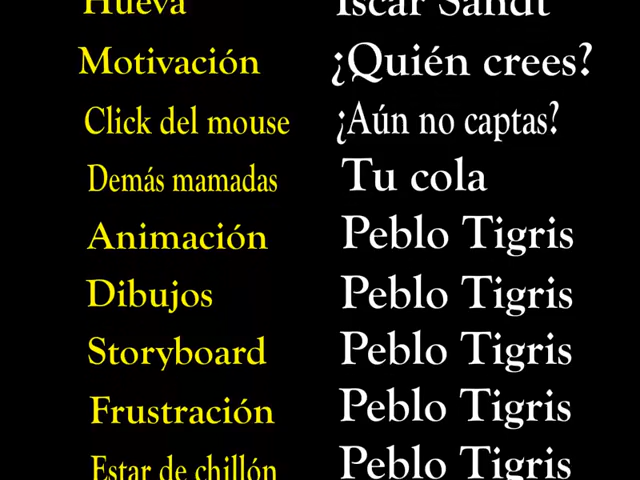 Hueva Iscar Sandt
Motivación ¿Quién crees?
Click del mouse ¿Aún no captas?
Demás mamadas Tu cola
Animación Peblo Tigris
Dibujos Peblo Tigris
Storyboard Peblo Tigris
Frustración Peblo Tigris
Estar de chillón Peblo Tigris